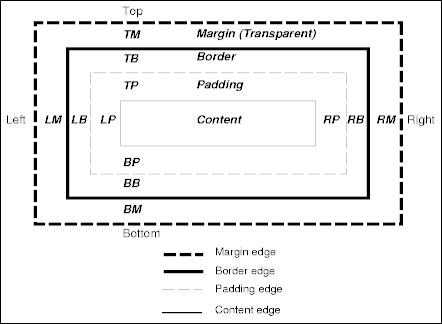 Top
TM Margin (Transparent)
TB Border
TP Padding
Left LM LB LP Content RP RB RM Right
BP
BB
BM
Bottom
Margin edge
Border edge
Padding edge
Content edge